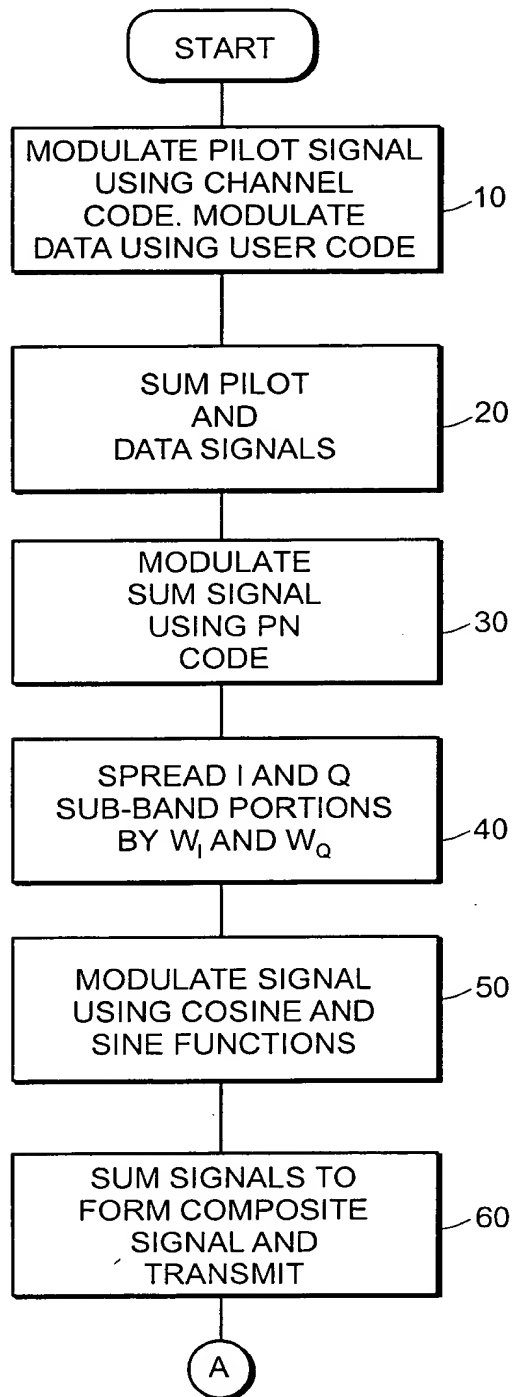 START
MODULATE PILOT SIGNAL
USING CHANNEL
CODE. MODULATE
DATA USING USER CODE
10
SUM PILOT
AND
DATA SIGNALS
20
MODULATE
SUM SIGNAL
USING PN
CODE
30
SPREAD I AND Q
SUB-BAND PORTIONS
BY W_I AND W_Q
40
MODULATE SIGNAL
USING COSINE AND
SINE FUNCTIONS
50
SUM SIGNALS TO
FORM COMPOSITE
SIGNAL AND
TRANSMIT
60
A